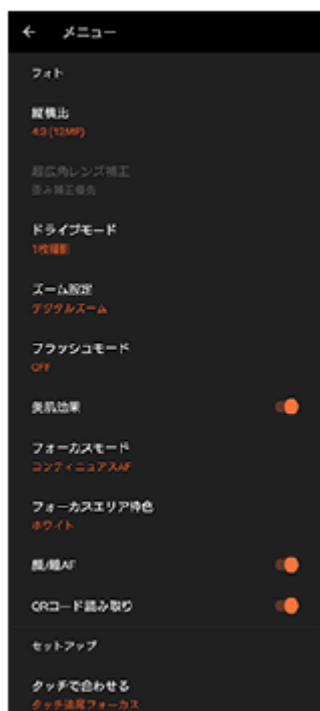 ← メニュー
フォト
縦横比
4:3 (12MP)
超広角レンズ補正
歪み補正優先
ドライブモード
1枚撮影
ズーム設定
デジタルズーム
フラッシュモード
OFF
美肌効果
フォーカスモード
コンティニュアスAF
フォーカスエリア枠色
ホワイト
顔/瞳AF
QRコード読み取り
セットアップ
タッチで合わせる
タッチ追尾フォーカス